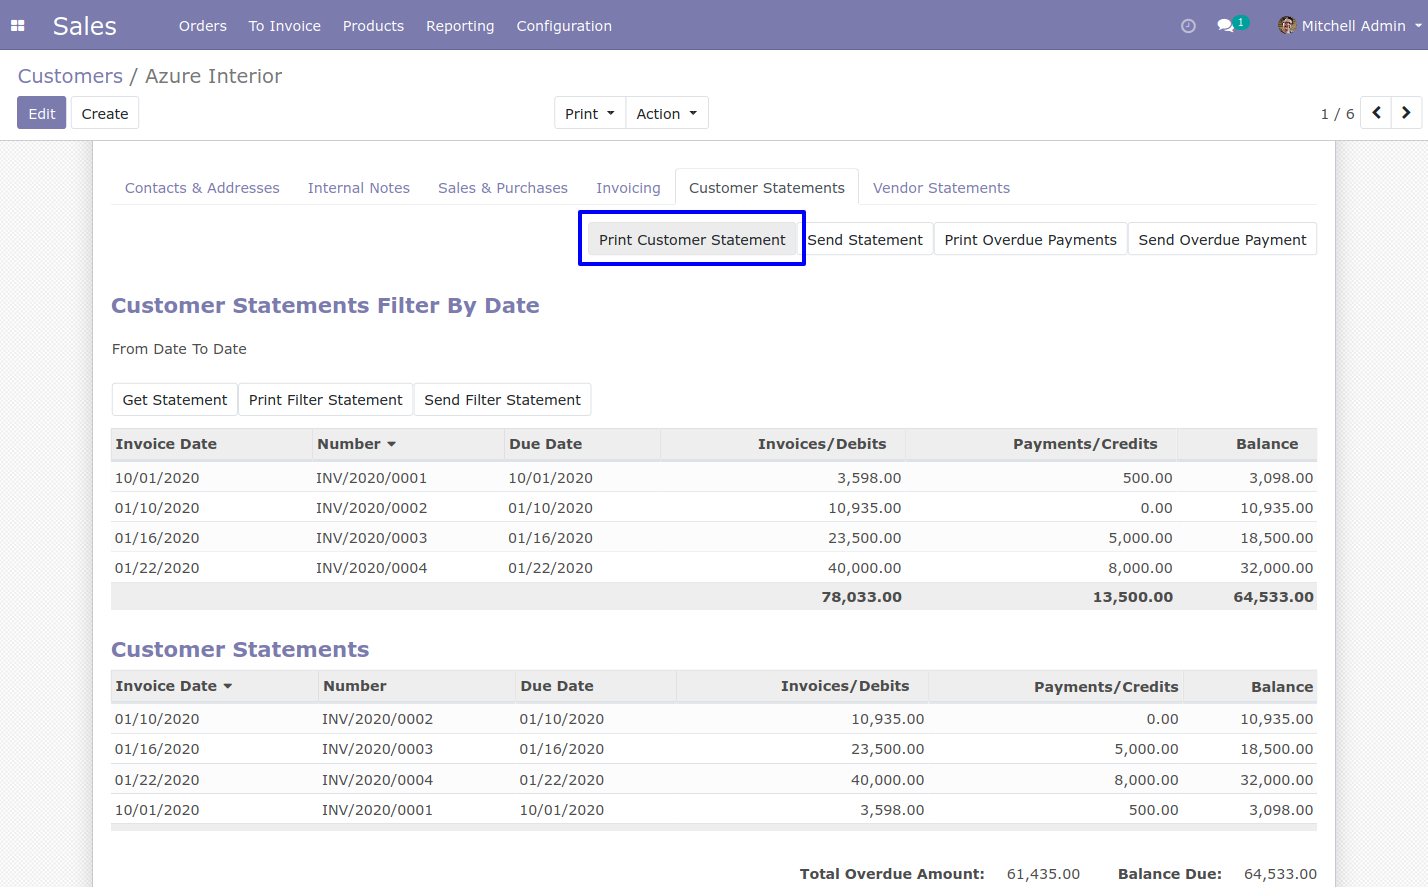 Sales Orders To Invoice Products Reporting Configuration 1 Mitchell Admin
Customers / Azure Interior
Edit Create Print Action 1 / 6
Contacts & Addresses Internal Notes Sales & Purchases Invoicing Customer Statements Vendor Statements
Print Customer Statement Send Statement Print Overdue Payments Send Overdue Payment
Customer Statements Filter By Date
From Date To Date
Get Statement Print Filter Statement Send Filter Statement
Invoice Date Number Due Date Invoices/Debits Payments/Credits Balance
10/01/2020 INV/2020/0001 10/01/2020 3,598.00 500.00 3,098.00
01/10/2020 INV/2020/0002 01/10/2020 10,935.00 0.00 10,935.00
01/16/2020 INV/2020/0003 01/16/2020 23,500.00 5,000.00 18,500.00
01/22/2020 INV/2020/0004 01/22/2020 40,000.00 8,000.00 32,000.00
78,033.00 13,500.00 64,533.00
Customer Statements
Invoice Date Number Due Date Invoices/Debits Payments/Credits Balance
01/10/2020 INV/2020/0002 01/10/2020 10,935.00 0.00 10,935.00
01/16/2020 INV/2020/0003 01/16/2020 23,500.00 5,000.00 18,500.00
01/22/2020 INV/2020/0004 01/22/2020 40,000.00 8,000.00 32,000.00
10/01/2020 INV/2020/0001 10/01/2020 3,598.00 500.00 3,098.00
Total Overdue Amount: 61,435.00 Balance Due: 64,533.00